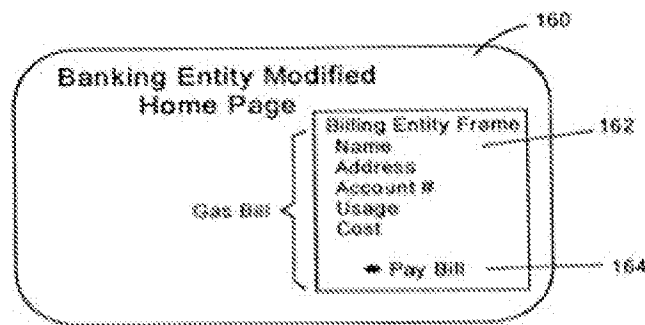 160
Banking Entity Modified
Home Page
Billing Entity Frame
162
Name
Address
Account #
Usage
Cost
Gas Bill
Pay Bill
164